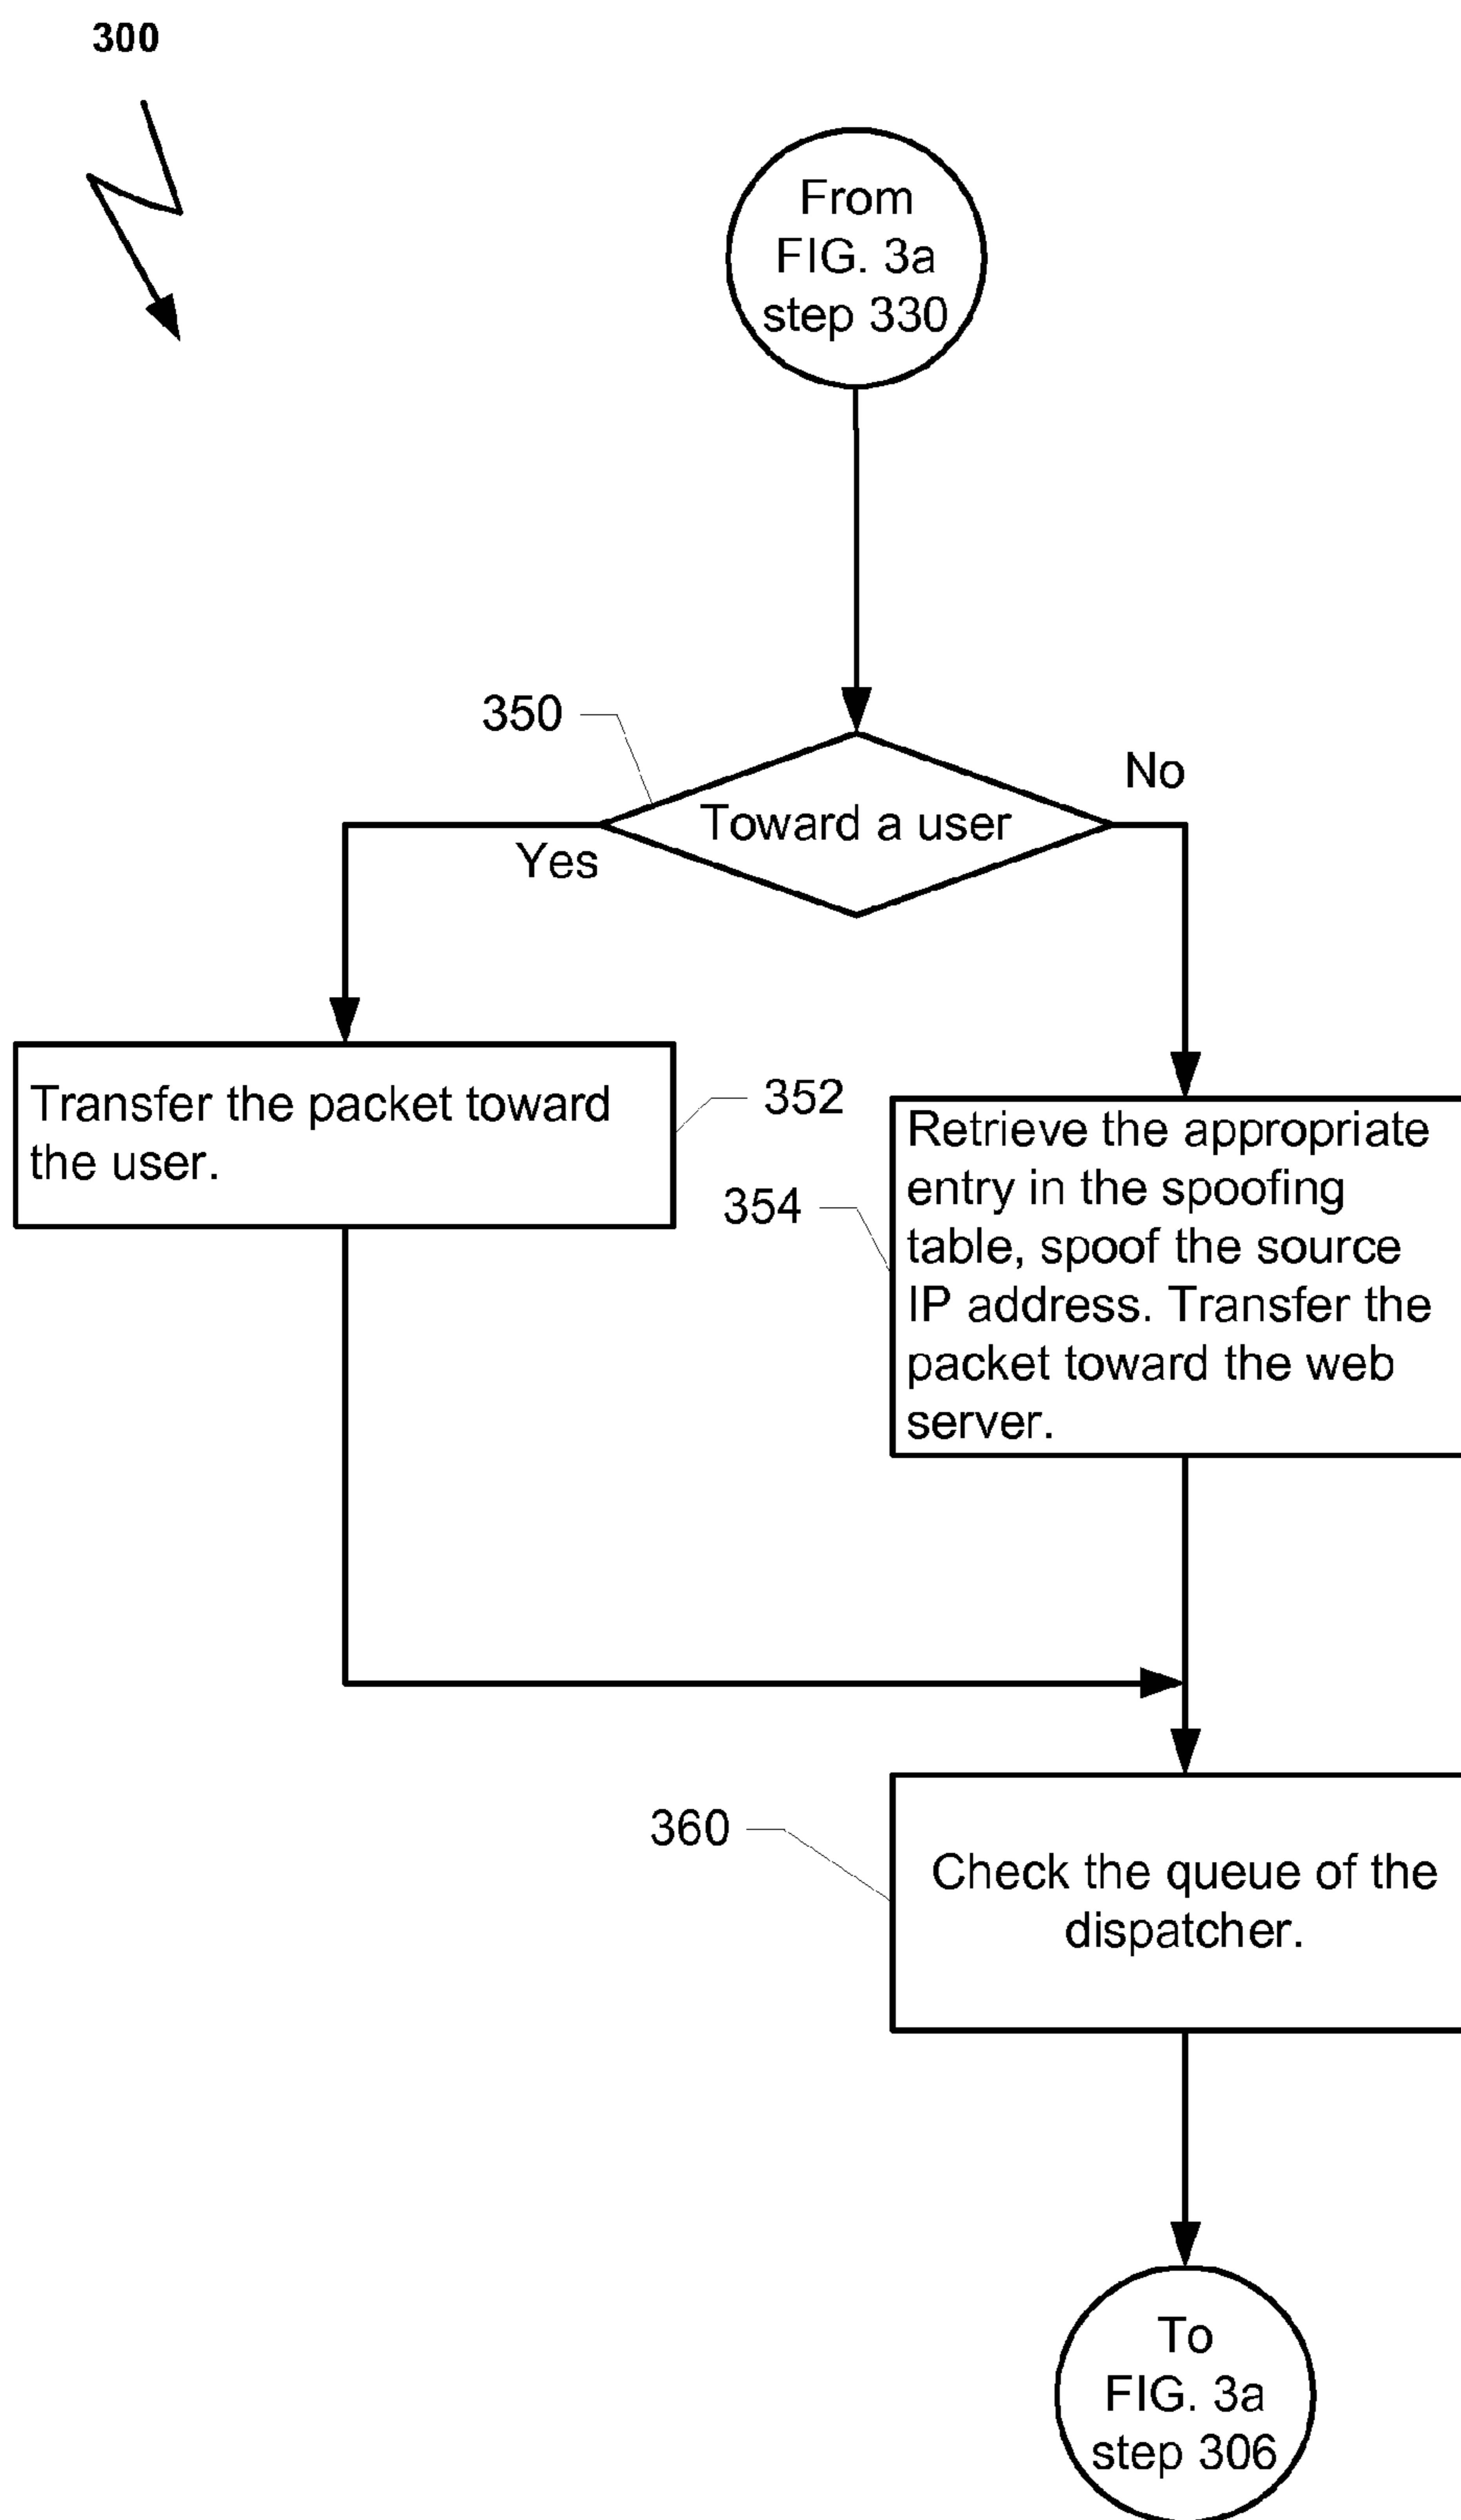 300
From
FIG. 3a
step 330
350
No
Toward a user
Yes
Transfer the packet toward
the user.
352
354
Retrieve the appropriate
entry in the spoofing
table, spoof the source
IP address. Transfer the
packet toward the web
server.
360
Check the queue of the
dispatcher.
To
FIG. 3a
step 306